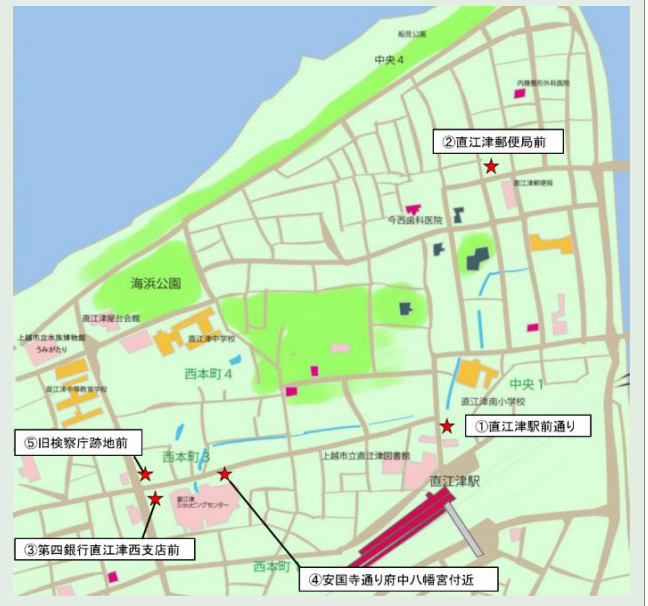 船見公園
中央4
内藤整形外科医院
②直江津郵便局前
直江津郵便局
今西歯科医院
海浜公園
直江津屋台会館
上越市立水族博物館
うみがたり
直江津中学校
西本町4
直江津中等教育学校
中央1
直江津南小学校
①直江津駅前通り
⑤旧検察庁跡地前
西本町3
上越市立直江津図書館
直江津駅
直江津
ショッピングセンター
③第四銀行直江津西支店前
西本町
④安国寺通り府中八幡宮付近